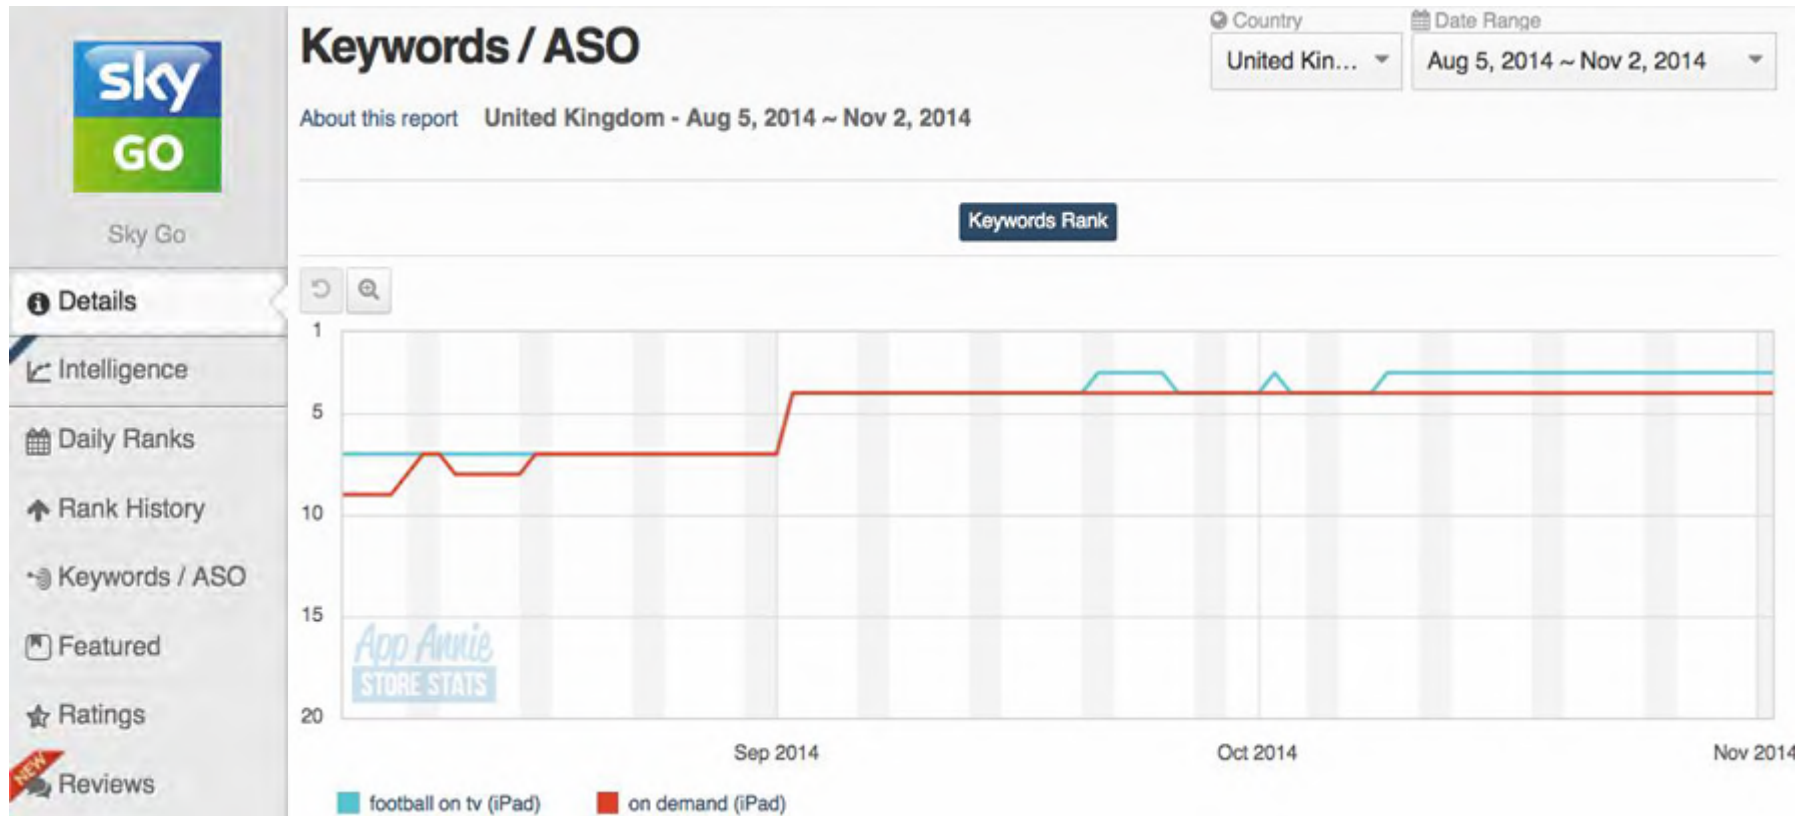 sky
GO
Sky Go
Details
Intelligence
Daily Ranks
Rank History
Keywords / ASO
Featured
Ratings
NEW
Reviews
Keywords / ASO
Country
Date Range
United Kin...
Aug 5, 2014 ~ Nov 2, 2014
About this report United Kingdom - Aug 5, 2014 ~ Nov 2, 2014
Keywords Rank
1
5
10
15
20
App Annie
STORE STATS
Sep 2014
Oct 2014
Nov 2014
football on tv (iPad)
on demand (iPad)